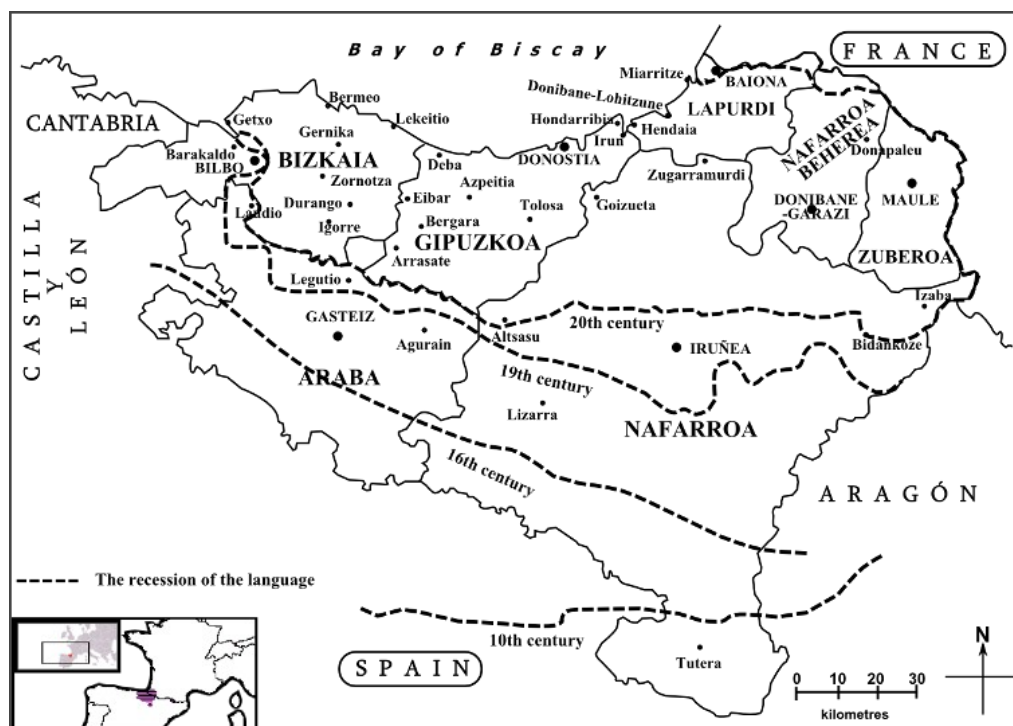 Bay of Biscay
FRANCE
Miarritze
BAIONA
Donibane-Lohitzune
LAPURDI
Bermeo
Getxo
CANTABRIA
Lekeitio
Hondarribia
Hendaia
NAFARROA
BEHEREA
Gernika
Irun
Donapaleu
Barakaldo
BILBO
BIZKAIA
Deba
DONOSTIA
Zugarramurdi
Zornotza
Azpeitia
MAULE
Durango
Eibar
Goizueta
DONIBANE
-GARAZI
Laudio
Igorre
Bergara
Tolosa
GIPUZKOA
ZUBEROA
Arrasate
CASTILLA
Y
LEÓN
Legutio
Izaba
GASTEIZ
20th century
Agurain
Altsasu
IRUÑEA
Bidankoze
ARABA
19th century
Lizarra
NAFARROA
16th century
ARAGÓN
The recession of the language
10th century
N
SPAIN
Tutera
0 10 20 30
kilometres